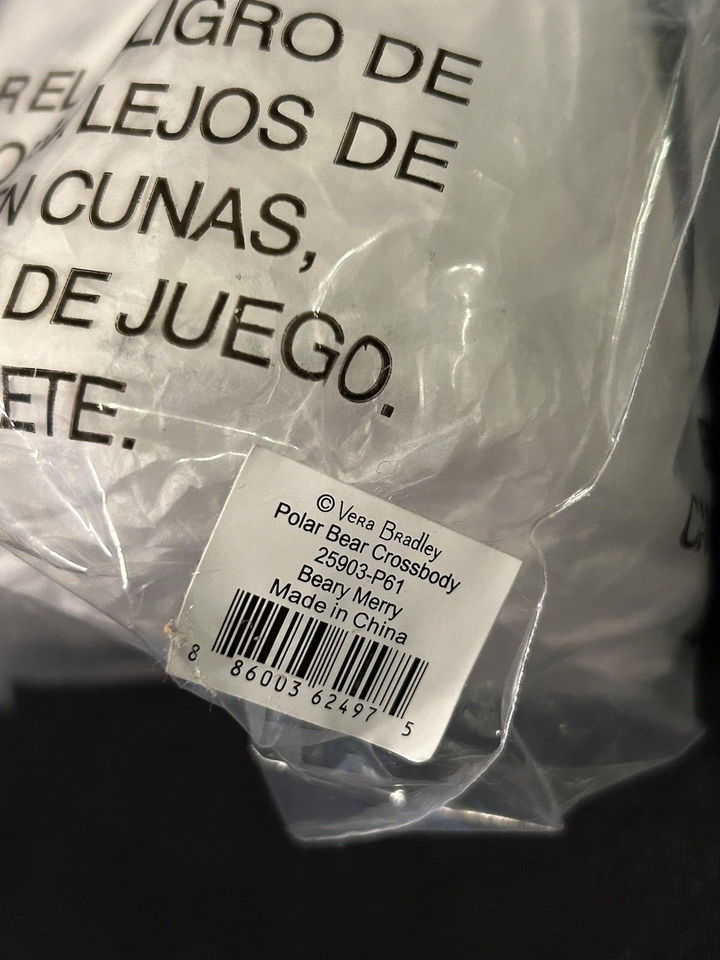 LIGRO DE
R EL
LEJOS DE
N CUNAS,
DE JUEGO.
ETE.
© VERA BRADLEY
Polar Bear Crossbody
25903-P61
Beary Merry
Made in China
8 86003 62497 5